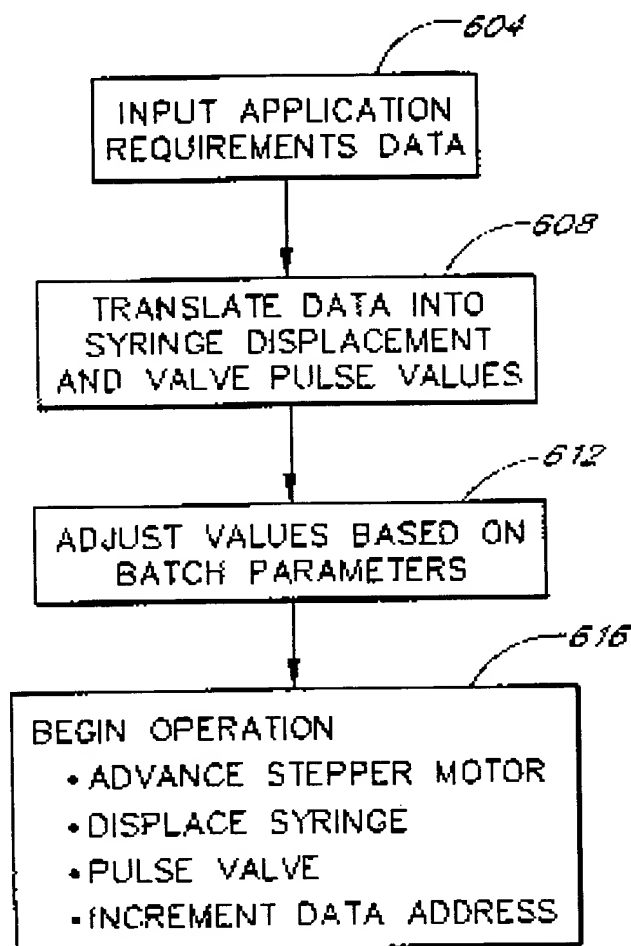 604
INPUT APPLICATION
REQUIREMENTS DATA
608
TRANSLATE DATA INTO
SYRINGE DISPLACEMENT
AND VALVE PULSE VALUES
612
ADJUST VALUES BASED ON
BATCH PARAMETERS
616
BEGIN OPERATION
• ADVANCE STEPPER MOTOR
• DISPLACE SYRINGE
• PULSE VALVE
• INCREMENT DATA ADDRESS